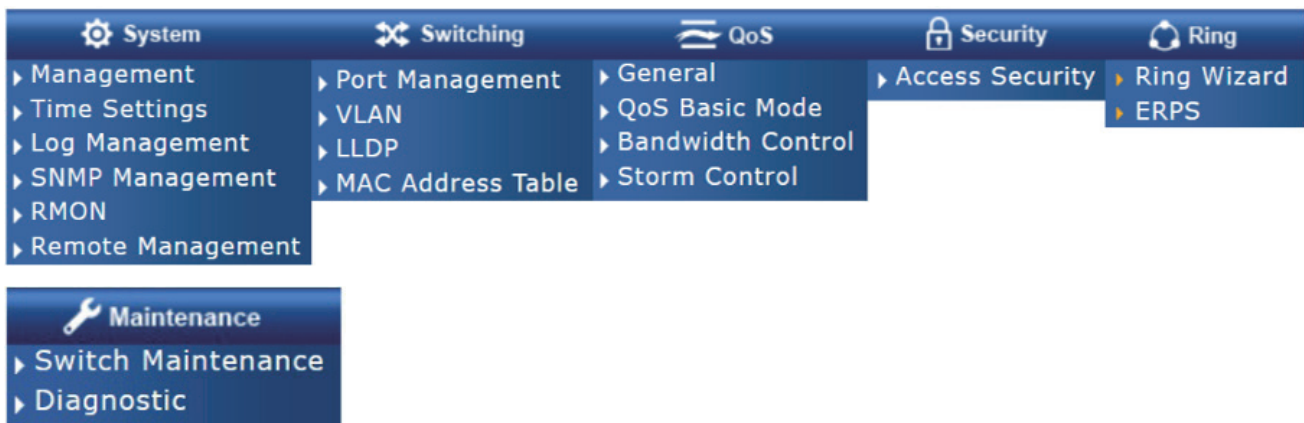 System
Management
Time Settings
Log Management
SNMP Management
RMON
Remote Management
Switching
Port Management
VLAN
LLDP
MAC Address Table
QoS
General
QoS Basic Mode
Bandwidth Control
Storm Control
Security
Access Security
Ring
Ring Wizard
ERPS
Maintenance
Switch Maintenance
Diagnostic